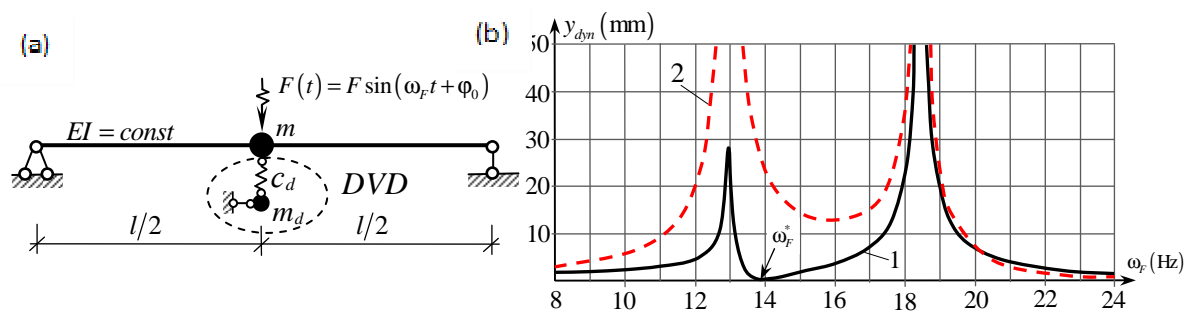 (a)
F(t) = F sin(ω_F t + φ₀)
EI = const
m
c_d
DVD
m_d
l/2
l/2
(b)
y_dyn (mm)
50
40
30
20
10
2
ω_F^*
1
ω_F (Hz)
8 10 12 14 16 18 20 22 24